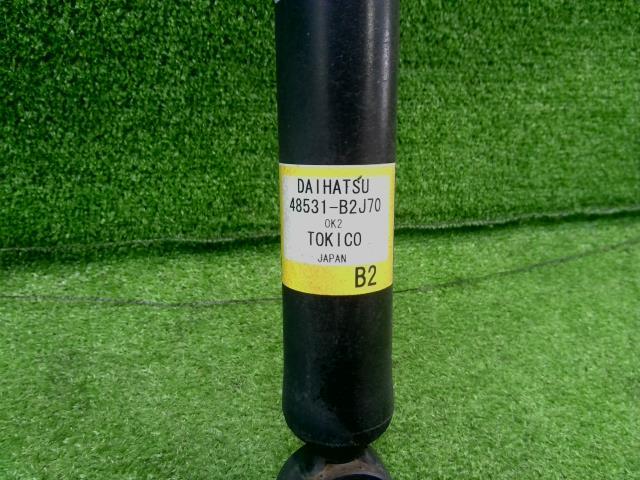 DAIHATSU
48531-B2J70
OK2
TOKICO
JAPAN
B2